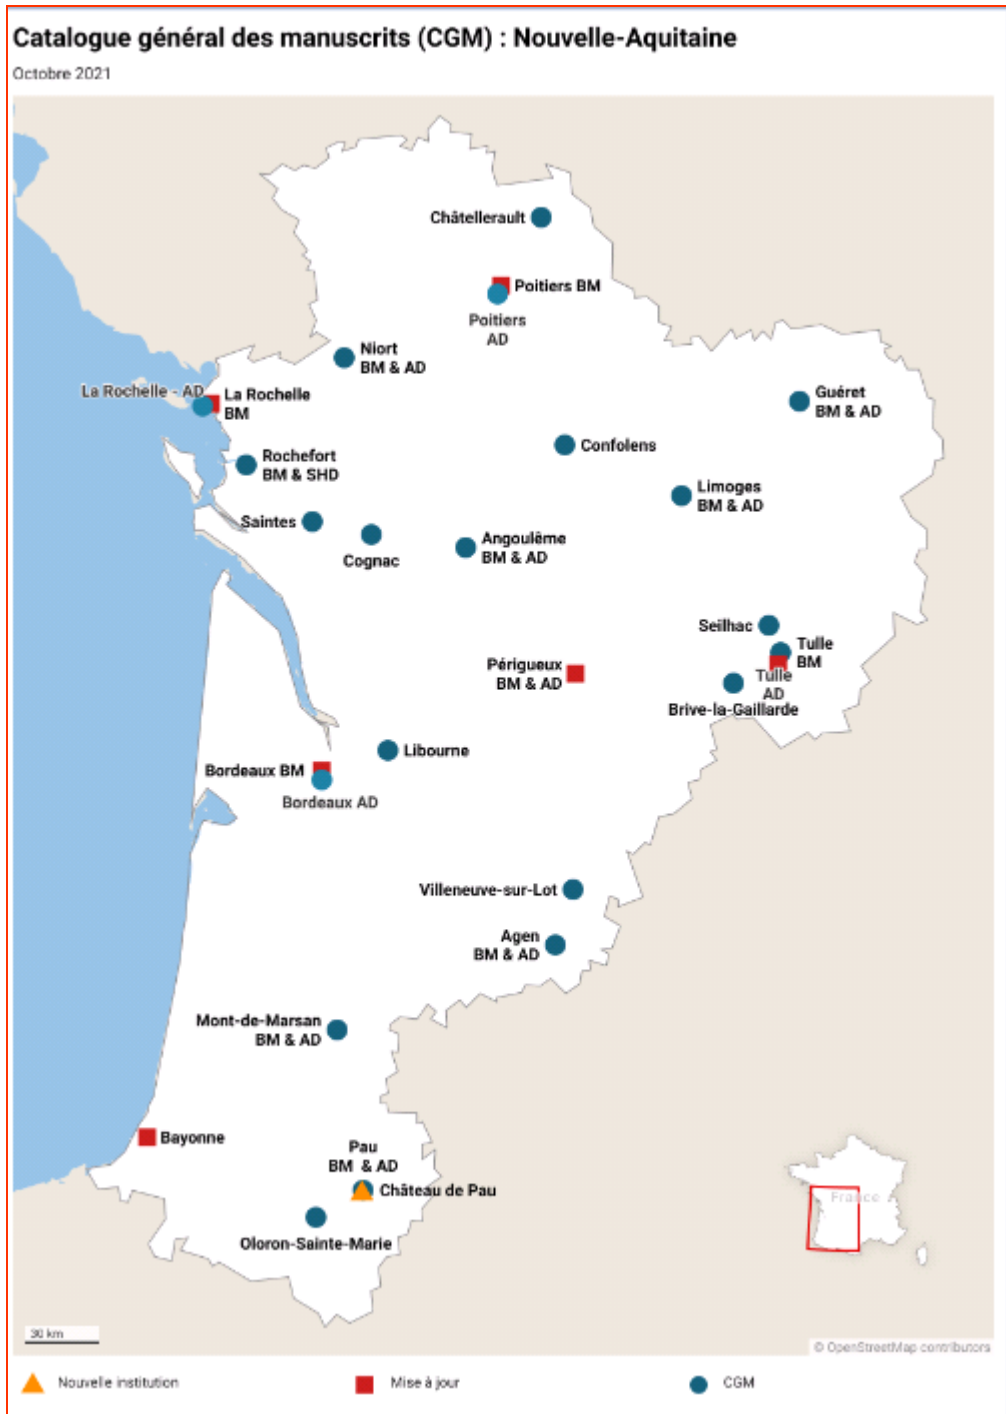 Catalogue général des manuscrits (CGM) : Nouvelle-Aquitaine
Octobre 2021
Châtellerault
Poitiers BM
Poitiers
AD
Niort
BM & AD
La Rochelle - AD
La Rochelle
BM
Guéret
BM & AD
Confolens
Rochefort
BM & SHD
Limoges
BM & AD
Saintes
Cognac
Angoulême
BM & AD
Seilhac
Tulle
BM
Tulle
AD
Périgueux
BM & AD
Brive-la-Gaillarde
Libourne
Bordeaux BM
Bordeaux AD
Villeneuve-sur-Lot
Agen
BM & AD
Mont-de-Marsan
BM & AD
Bayonne
Pau
BM & AD
Château de Pau
Oloron-Sainte-Marie
France
30 km
© OpenStreetMap contributors
Nouvelle institution
Mise à jour
CGM